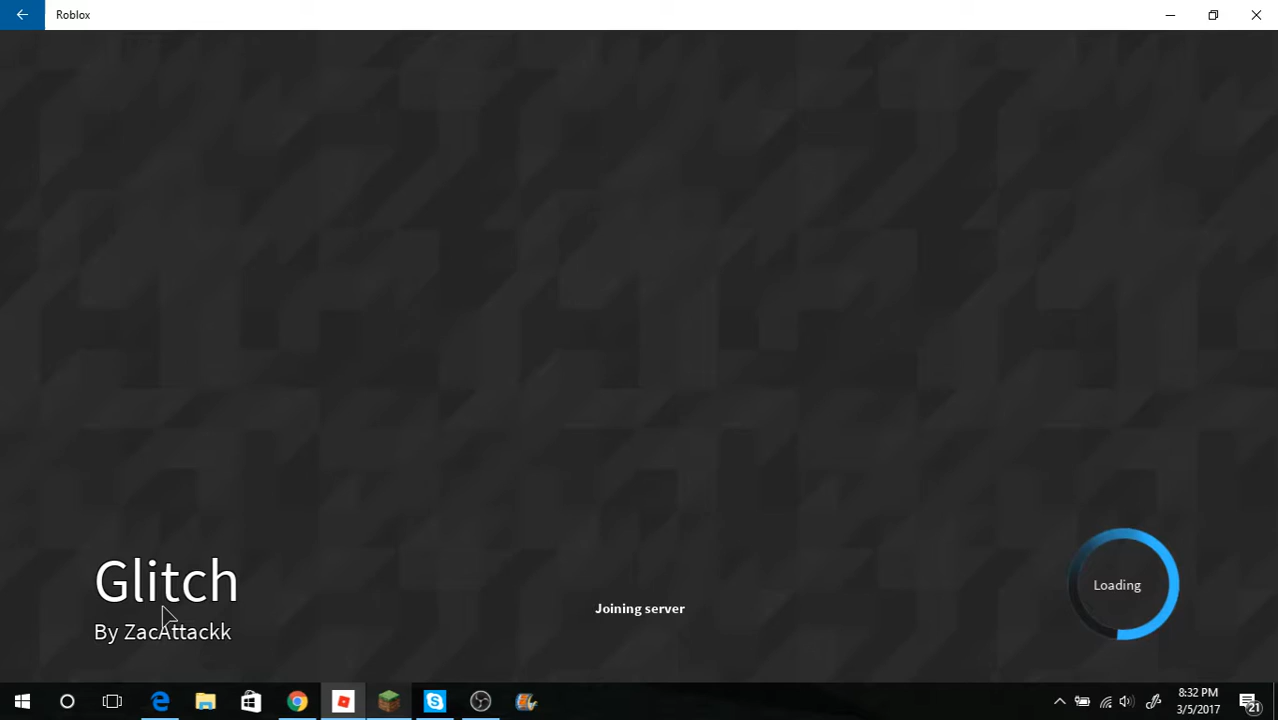 Roblox
Glitch
By ZacAttackk
Joining server
Loading
8:32 PM
3/5/2017
21